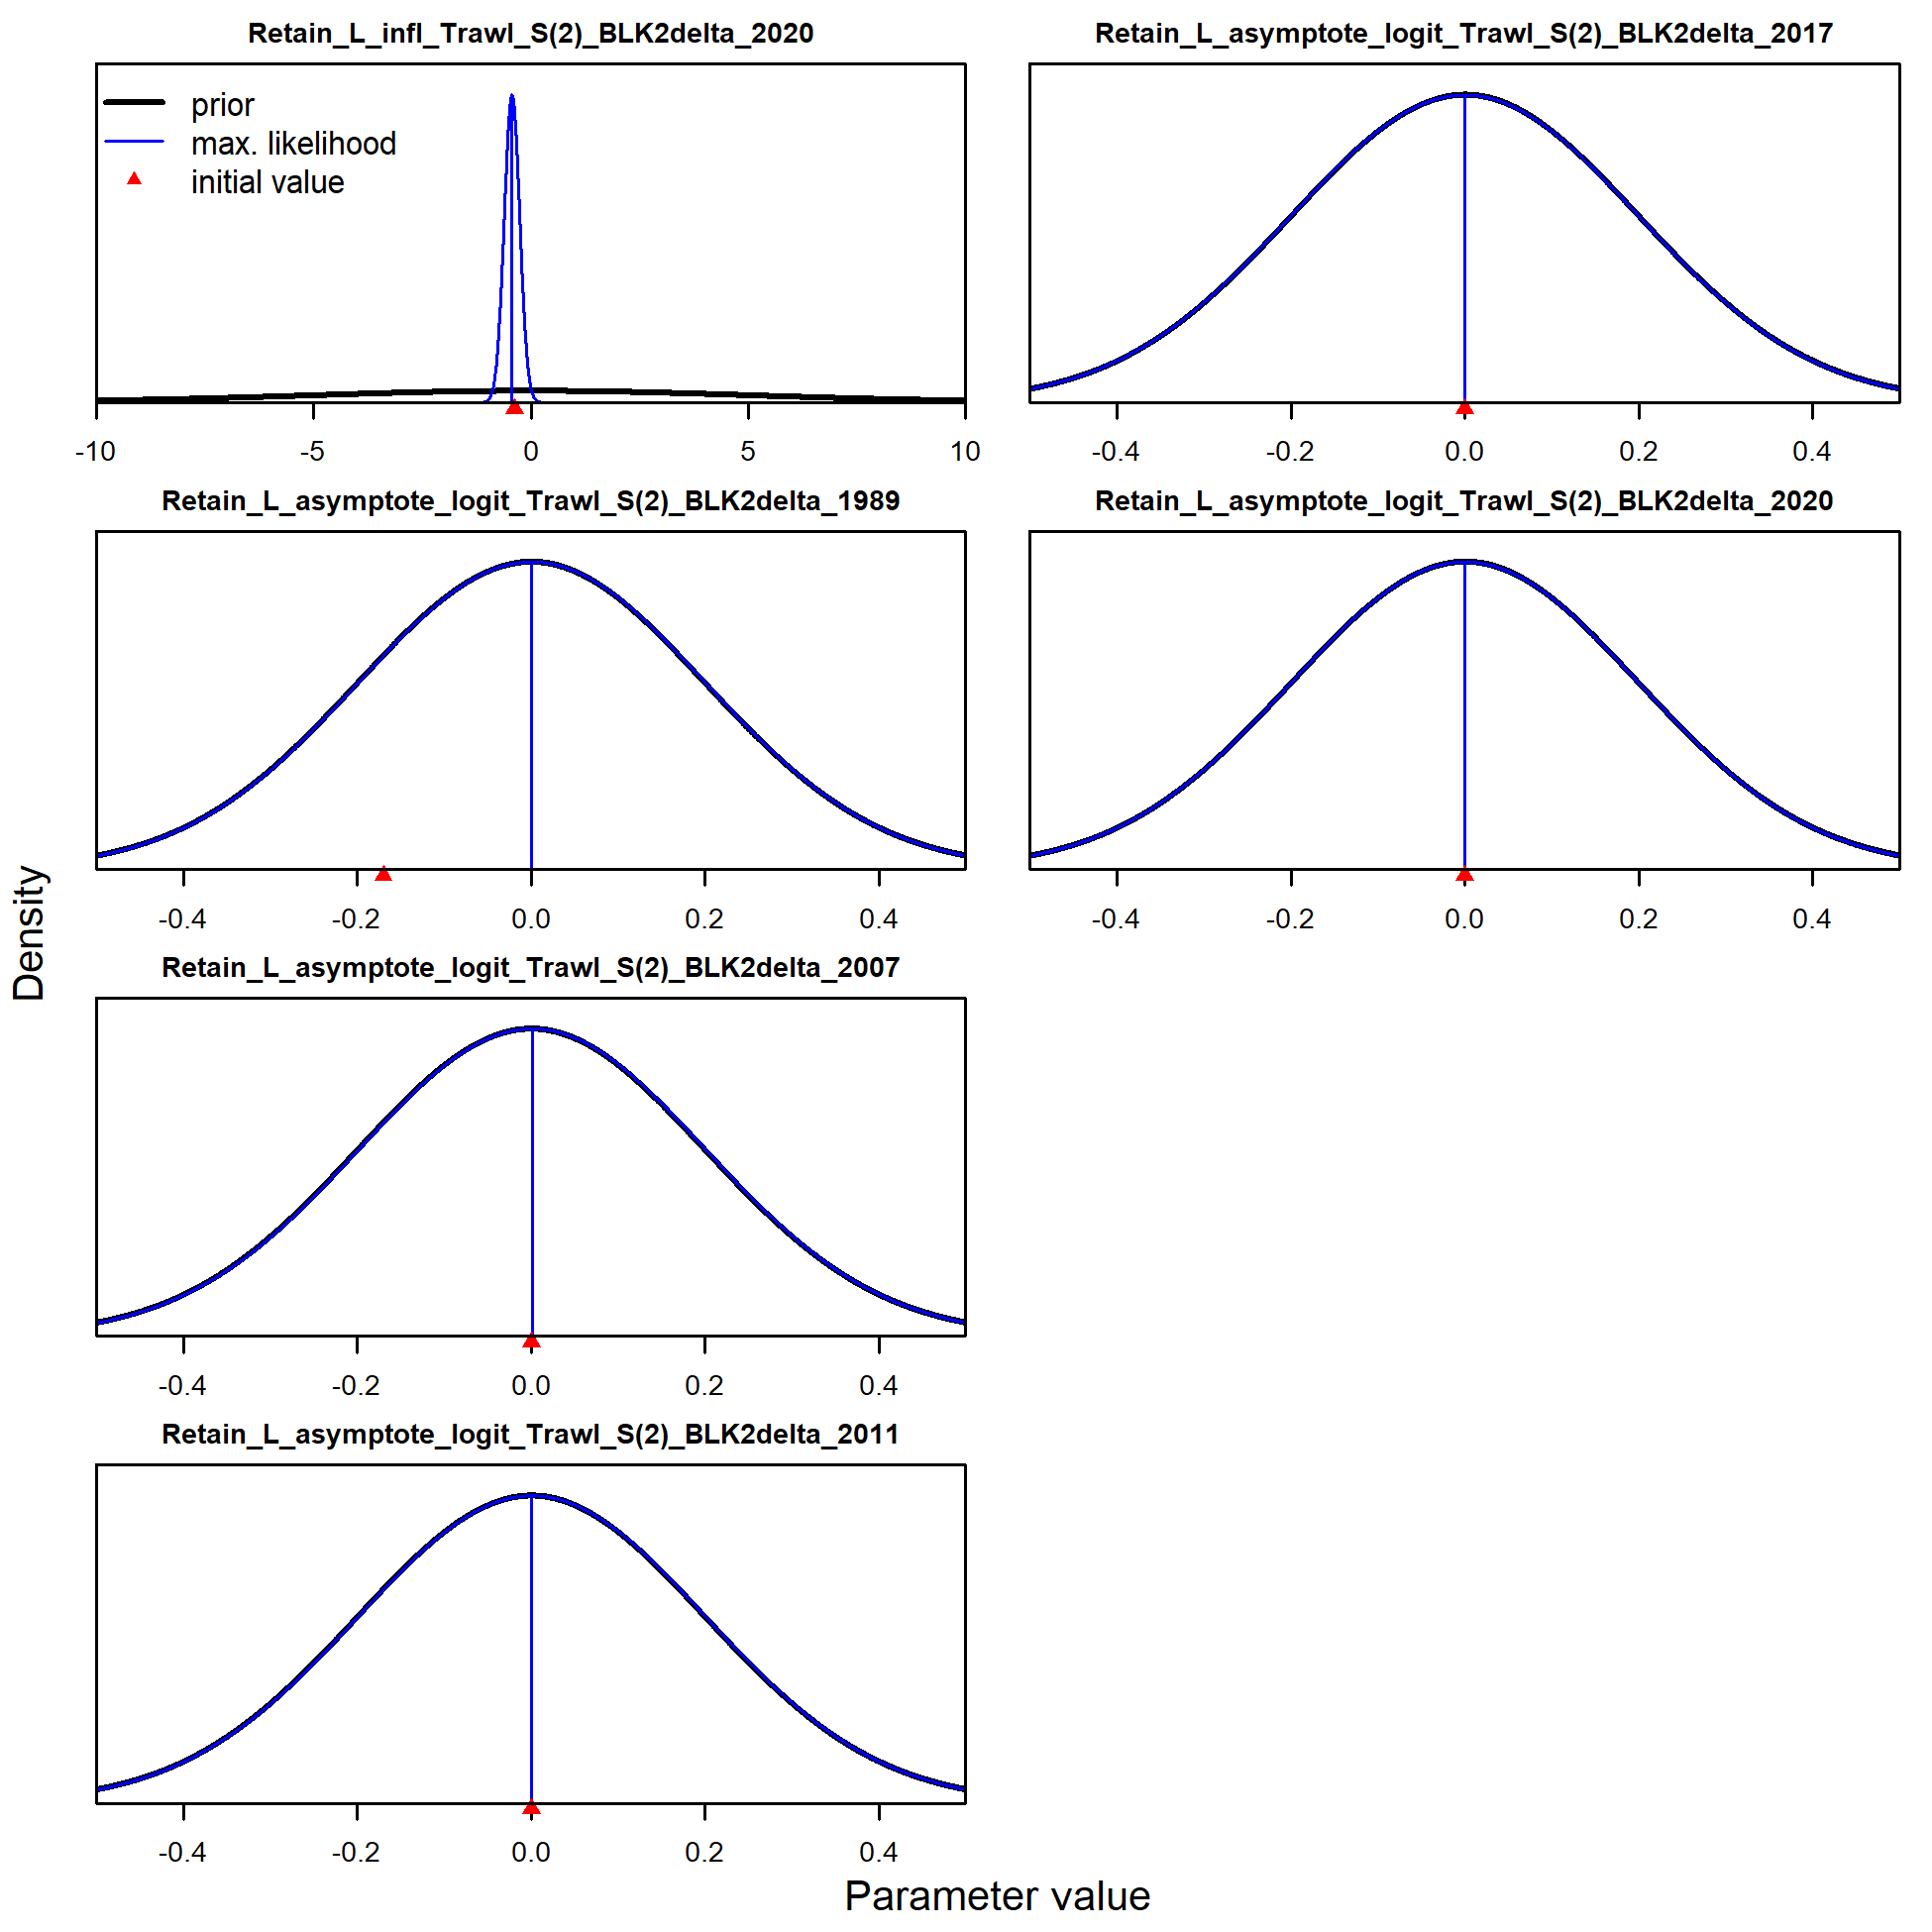 Retain_L_infl_Trawl_S(2)_BLK2delta_2020
prior
max. likelihood
initial value
-10 -5 0 5 10
Retain_L_asymptote_logit_Trawl_S(2)_BLK2delta_1989
-0.4 -0.2 0.0 0.2 0.4
Retain_L_asymptote_logit_Trawl_S(2)_BLK2delta_2007
-0.4 -0.2 0.0 0.2 0.4
Retain_L_asymptote_logit_Trawl_S(2)_BLK2delta_2011
-0.4 -0.2 0.0 0.2 0.4
Retain_L_asymptote_logit_Trawl_S(2)_BLK2delta_2017
-0.4 -0.2 0.0 0.2 0.4
Retain_L_asymptote_logit_Trawl_S(2)_BLK2delta_2020
-0.4 -0.2 0.0 0.2 0.4
Density
Parameter value